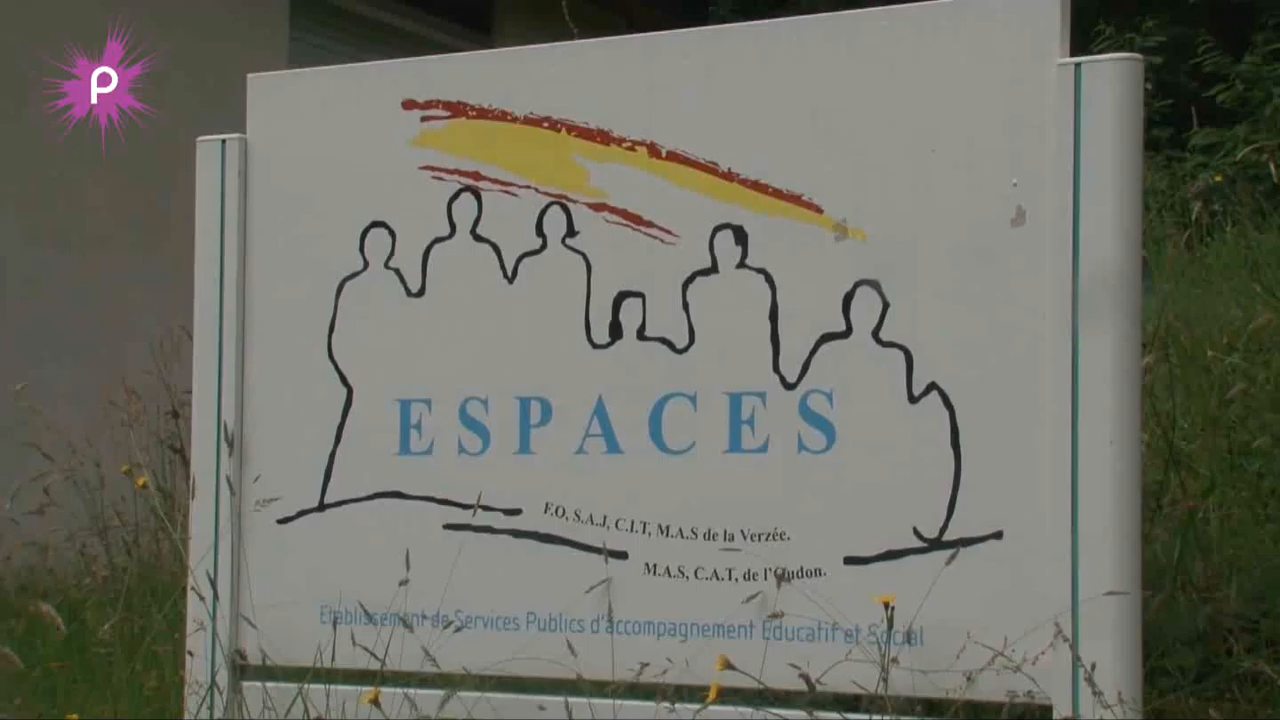 P
ESPACES
F.O, S.A.J, C.I.T, M.A.S de la Verzée.
M.A.S, C.A.T, de l'Oudon.
Etablissement de Services Publics d'accompagnement Educatif et Social